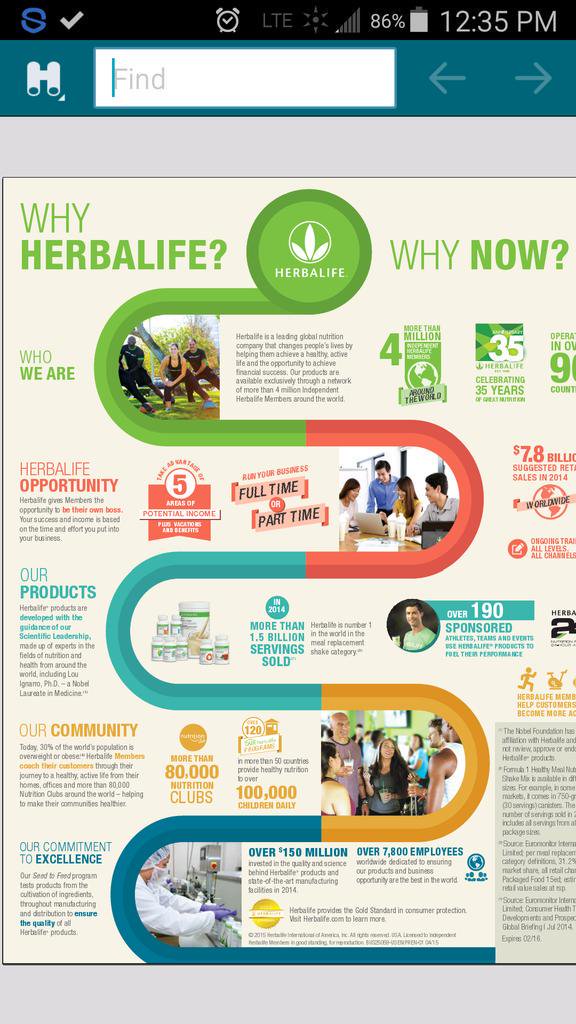 LTE 86% 12:35 PM
Find
WHY
HERBALIFE?
HERBALIFE
WHY NOW?
WHO
WE ARE
Herbalife is a leading global nutrition
company that changes people's lives by
helping them achieve a healthy, active
life and the opportunity to achieve
financial success. Our products are
available exclusively through a network
of more than 4 million Independent
Herbalife Members around the world.
MORE THAN
4 MILLION
INDEPENDENT
HERBALIFE
MEMBERS
AROUND
THE WORLD
ANNIVERSARY
35
HERBALIFE
CELEBRATING
35 YEARS
OF GREAT NUTRITION
OPERAT
IN OV
9
COUNT
HERBALIFE
OPPORTUNITY
Herbalife gives Members the
opportunity to be their own boss.
Your success and income is based
on the time and effort you put into
your business.
TAKE ADVANTAGE OF
5
AREAS OF
POTENTIAL INCOME
PLUS VACATIONS
AND BENEFITS
RUN YOUR BUSINESS
FULL TIME
OR
PART TIME
$7.8 BILLIO
SUGGESTED RETA
SALES IN 2014
WORLDWIDE
ONGOING TRAI
ALL LEVELS.
ALL CHANNELS
OUR
PRODUCTS
Herbalife® products are
developed with the
guidance of our
Scientific Leadership,
made up of experts in the
fields of nutrition and
health from around the
world, including Lou
Ignarro, Ph.D. – a Nobel
Laureate in Medicine.
IN
2014
MORE THAN
1.5 BILLION
SERVINGS
SOLD
Herbalife is number 1
in the world in the
meal replacement
shake category.
OVER 190
SPONSORED
ATHLETES, TEAMS AND EVENTS
USE HERBALIFE® PRODUCTS TO
FUEL THEIR PERFORMANCE
HERBA
HERBALIFE MEMB
HELP CUSTOMERS
BECOME MORE AC
OUR COMMUNITY
Today, 30% of the world's population is
overweight or obese! Herbalife Members
coach their customers through their
journey to a healthy, active life from their
homes, offices and more than 80,000
Nutrition Clubs around the world – helping
to make their communities healthier.
nutrition
club
MORE THAN
80,000
NUTRITION
CLUBS
OVER
120
PROGRAMS
in more than 50 countries
provide healthy nutrition
to over
100,000
CHILDREN DAILY
The Nobel Foundation has
affiliation with Herbalife and
not review, approve or endo
Herbalife® products.
Formula 1 Healthy Meal Nut
Shake Mix is available in dif
sizes. For example, in some
markets, it comes in 750-gr
(30 servings) canisters. The
number of servings sold in 2
includes all servings from al
package sizes.
Source: Euromonitor Interna
Limited; per meal replacem
category definitions, 31.2%
market share, all retail chan
Packaged Food 15ed; estim
retail value sales at rsp.
Source: Euromonitor Interna
Limited; Consumer Health T
Developments and Prospec
Global Briefing I Jul 2014.
Expires 02/16.
OUR COMMITMENT
TO EXCELLENCE
Our Seed to Feed program
tests products from the
cultivation of ingredients,
throughout manufacturing
and distribution to ensure
the quality of all
Herbalife® products.
OVER $150 MILLION
invested in the quality and science
behind Herbalife® products and
state-of-the-art manufacturing
facilities in 2014.
OVER 7,800 EMPLOYEES
worldwide dedicated to ensuring
our products and business
opportunity are the best in the world.
Herbalife provides the Gold Standard in consumer protection.
Visit Herbalife.com to learn more.
© 2015 Herbalife International of America, Inc. All rights reserved. USA. Licensed to Independent
Herbalife Members in good standing, for reproduction.